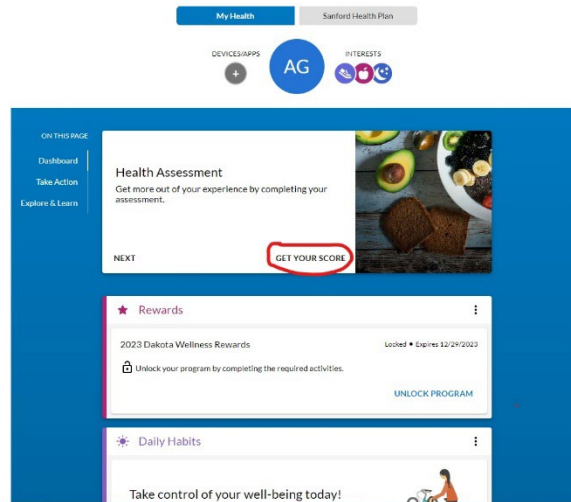 My Health
Sanford Health Plan
DEVICES/APPS
INTERESTS
AG
ON THIS PAGE
Dashboard
Take Action
Explore & Learn
Health Assessment
Get more out of your experience by completing your
assessment.
NEXT
GET YOUR SCORE
Rewards
2023 Dakota Wellness Rewards
Locked • Expires 12/29/2023
Unlock your program by completing the required activities.
UNLOCK PROGRAM
Daily Habits
Take control of your well-being today!